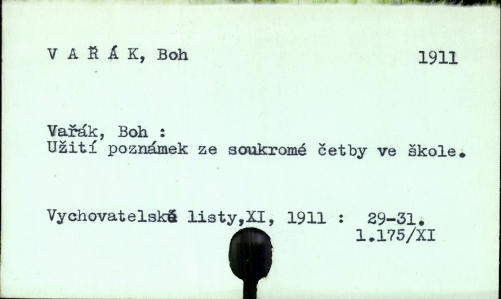 V A Ř Á K, Boh 1911
Vařák, Boh :
Užití poznámek ze soukromé četby ve škole.
Vychovatelské listy,XI, 1911 : 29-31.
1.175/XI